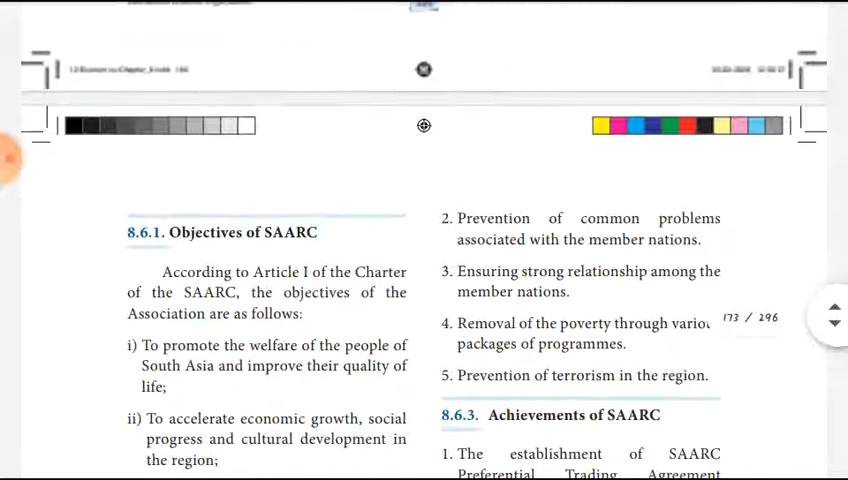 8.6.1. Objectives of SAARC
According to Article I of the Charter
of the SAARC, the objectives of the
Association are as follows:
i) To promote the welfare of the people of
South Asia and improve their quality of
life;
ii) To accelerate economic growth, social
progress and cultural development in
the region;
2. Prevention of common problems
associated with the member nations.
3. Ensuring strong relationship among the
member nations.
4. Removal of the poverty through variou
packages of programmes.
5. Prevention of terrorism in the region.
8.6.3. Achievements of SAARC
1. The establishment of SAARC
Preferential Trading Agreement
173 / 296